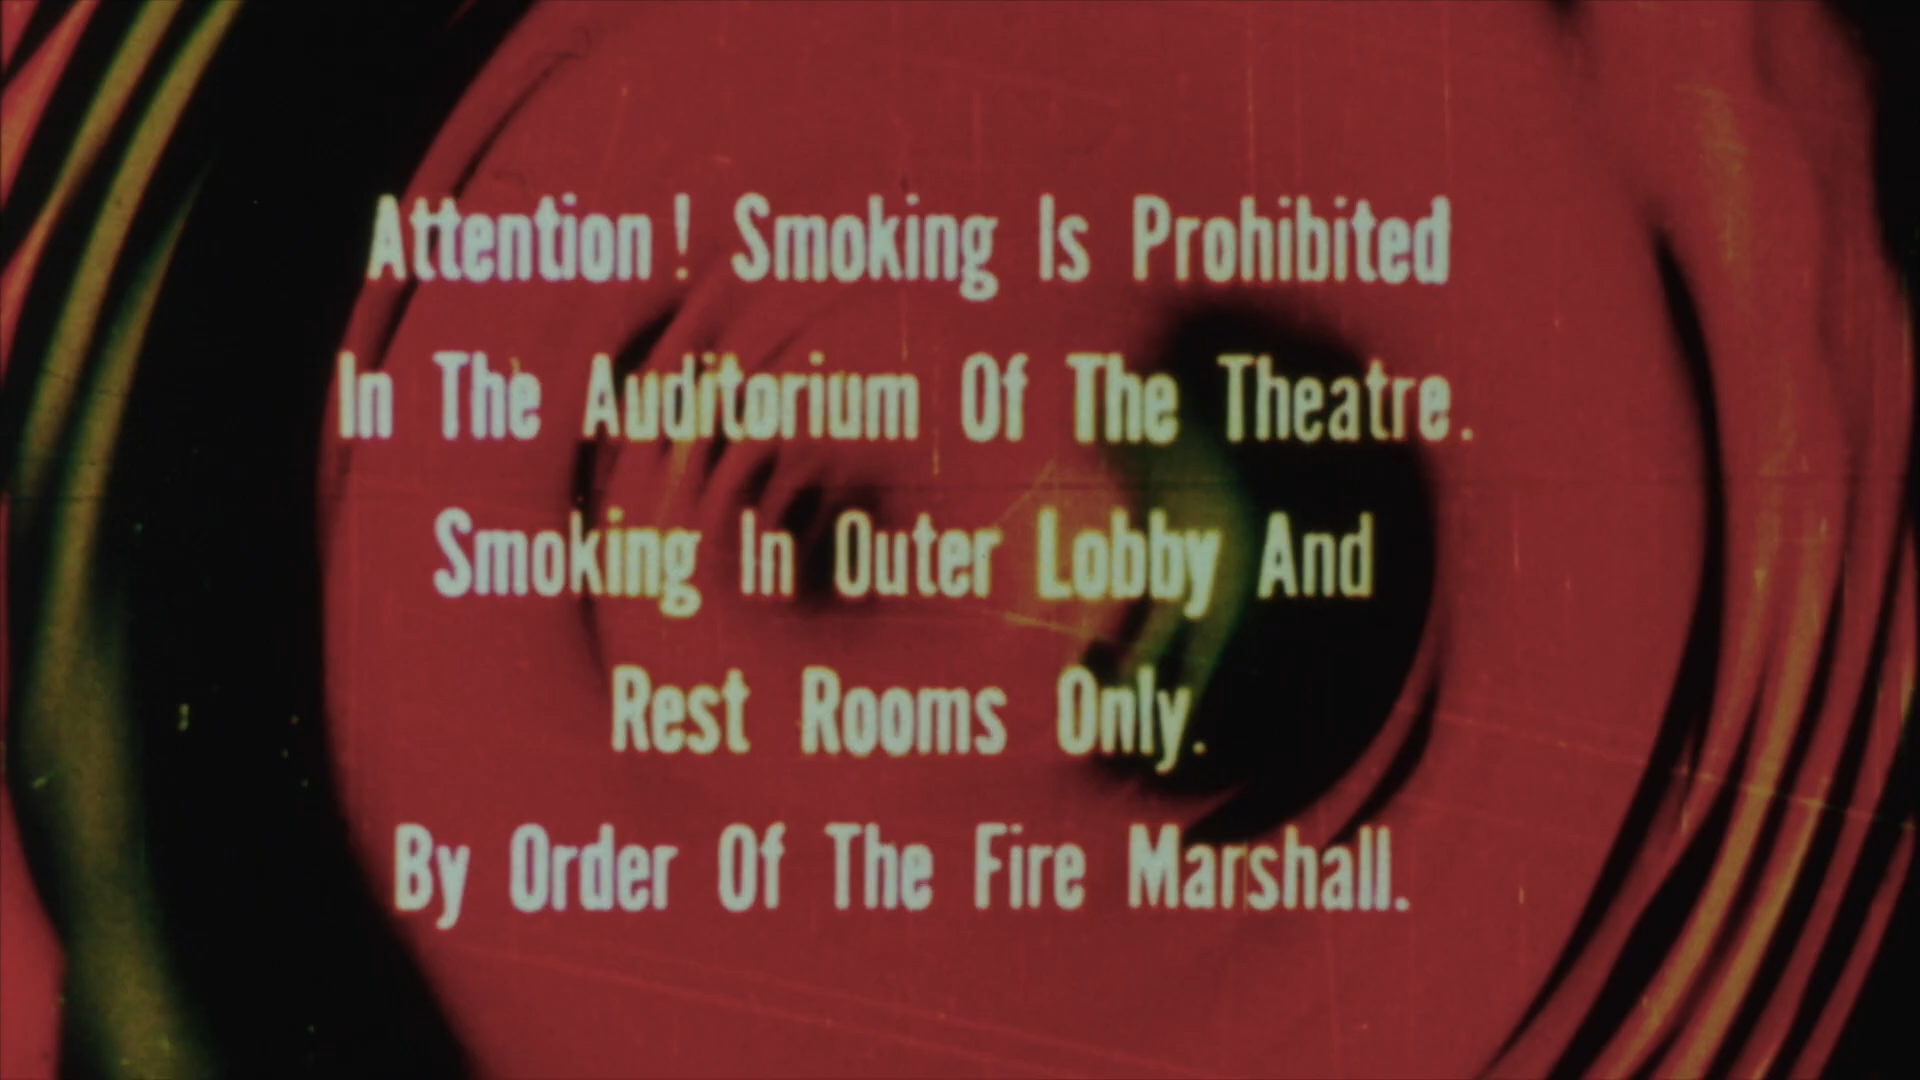 Attention! Smoking Is Prohibited
In The Auditorium Of The Theatre.
Smoking In Outer Lobby And
Rest Rooms Only.
By Order Of The Fire Marshall.